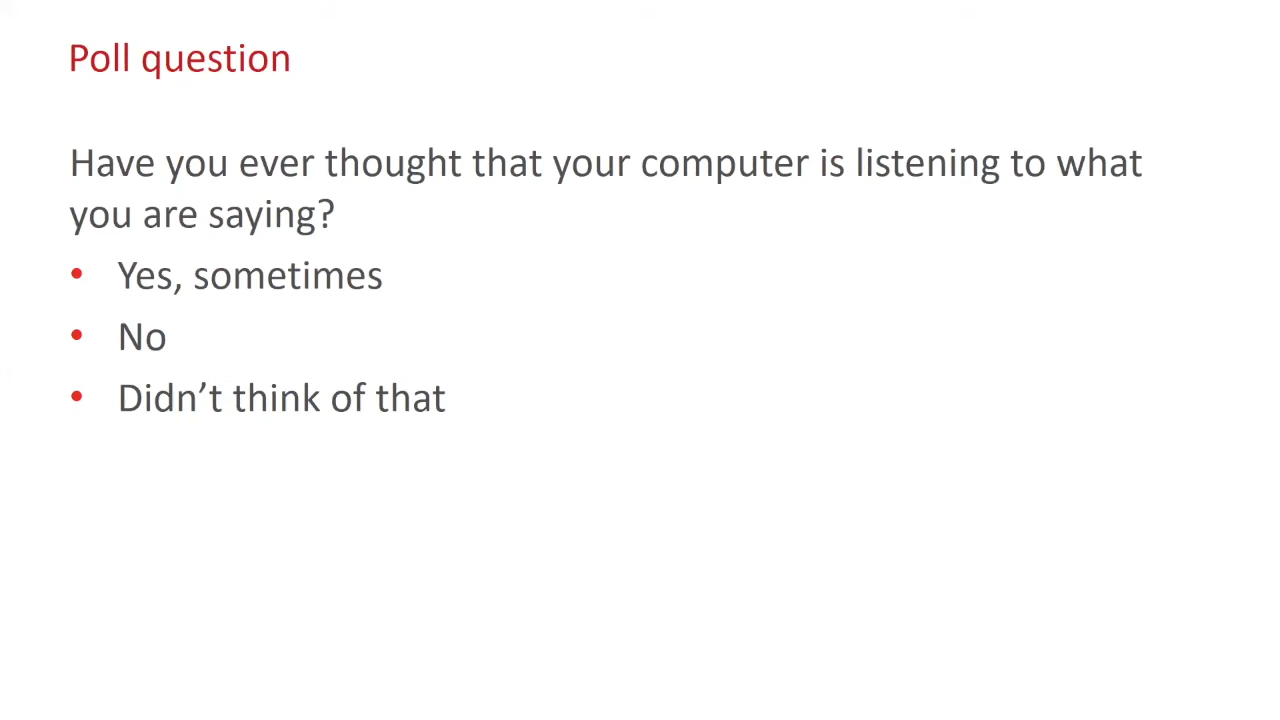 Poll question
Have you ever thought that your computer is listening to what
you are saying?
• Yes, sometimes
• No
• Didn’t think of that